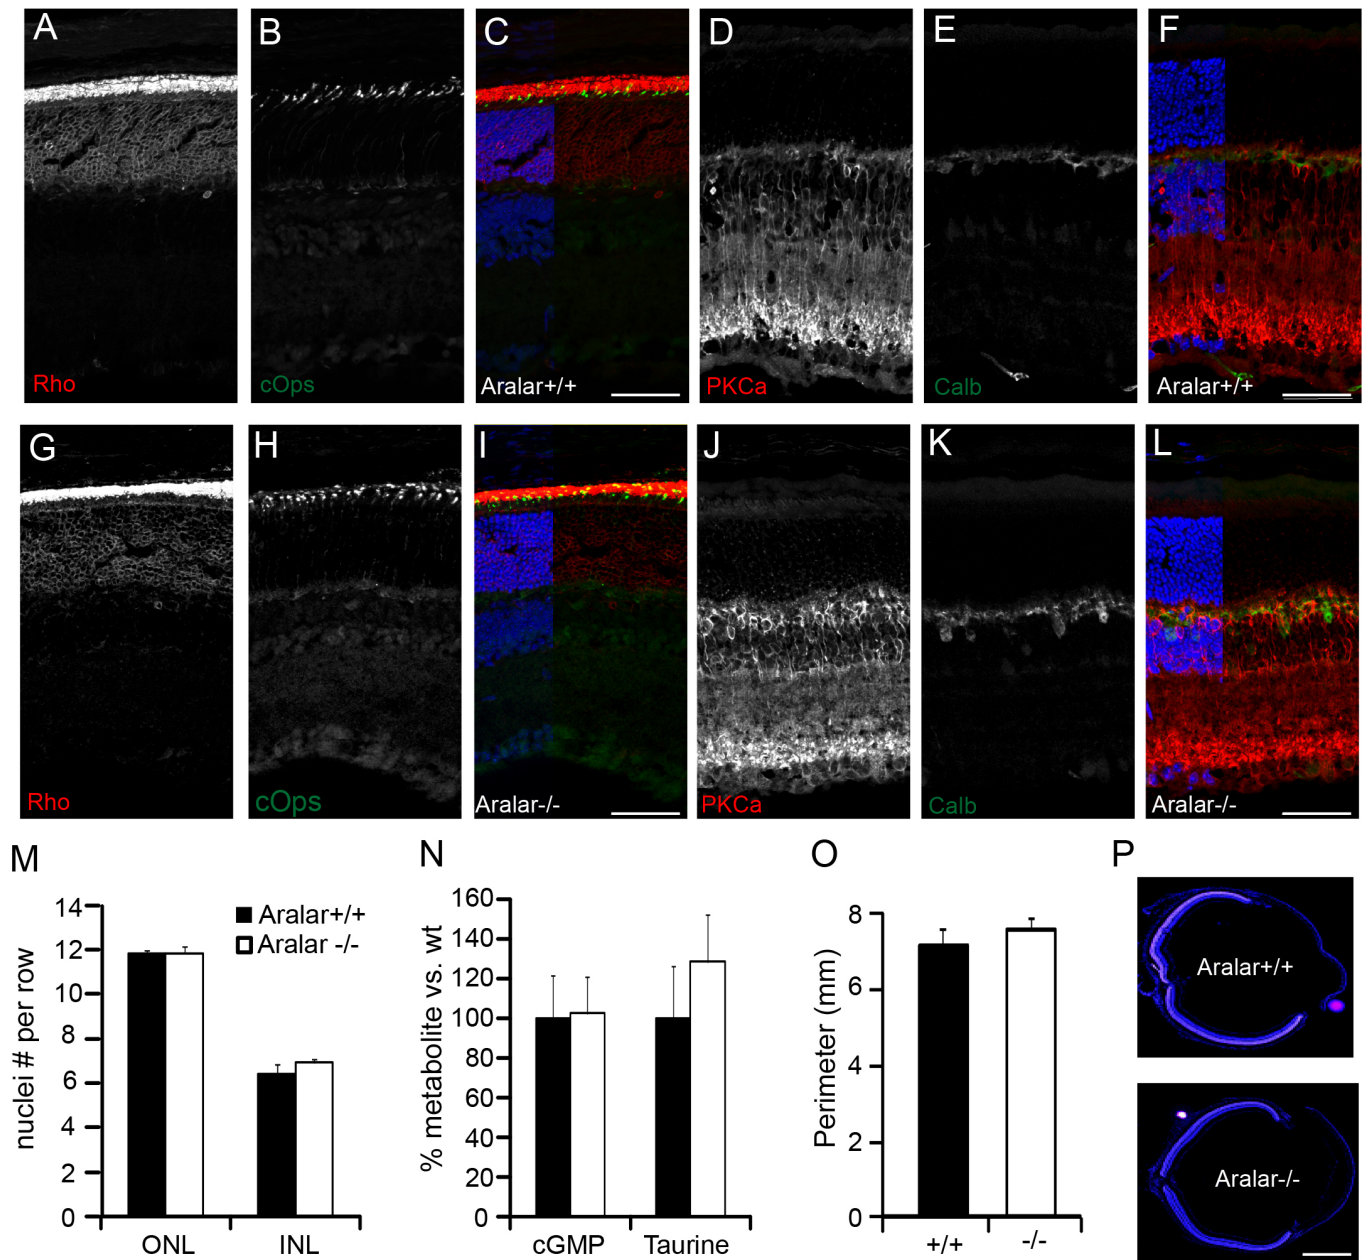 A
B
C
D
E
F
Rho
cOps
Aralar+/+
PKCa
Calb
Aralar+/+
G
H
I
J
K
L
Rho
cOps
Aralar-/-
PKCa
Calb
Aralar-/-
M
nuclei # per row
14
12
12
8
6
4
2
0
Aralar+/+
Aralar -/-
ONL
INL
N
% metabolite vs. wt
160
140
120
100
80
60
40
20
0
cGMP
Taurine
O
Perimeter (mm)
8
6
4
2
0
+/+
-/-
P
Aralar+/+
Aralar-/-